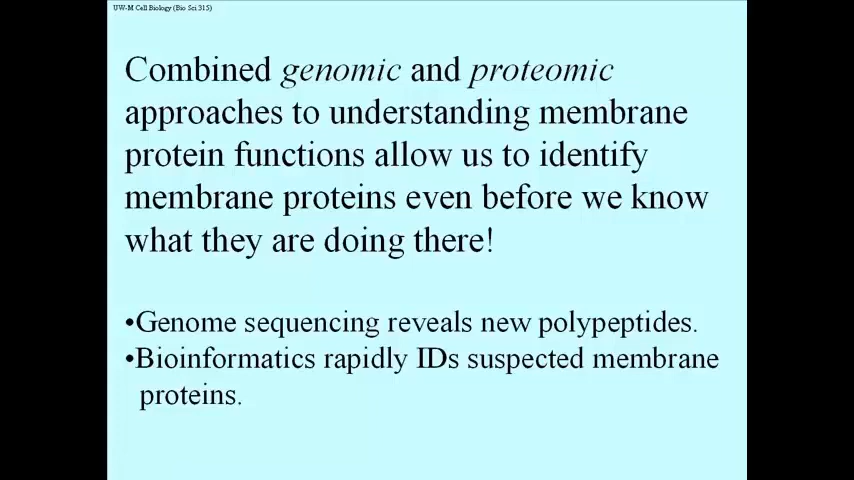 UW-M Cell Biology (Bio Sci 315)
Combined genomic and proteomic
approaches to understanding membrane
protein functions allow us to identify
membrane proteins even before we know
what they are doing there!
•Genome sequencing reveals new polypeptides.
•Bioinformatics rapidly IDs suspected membrane
proteins.